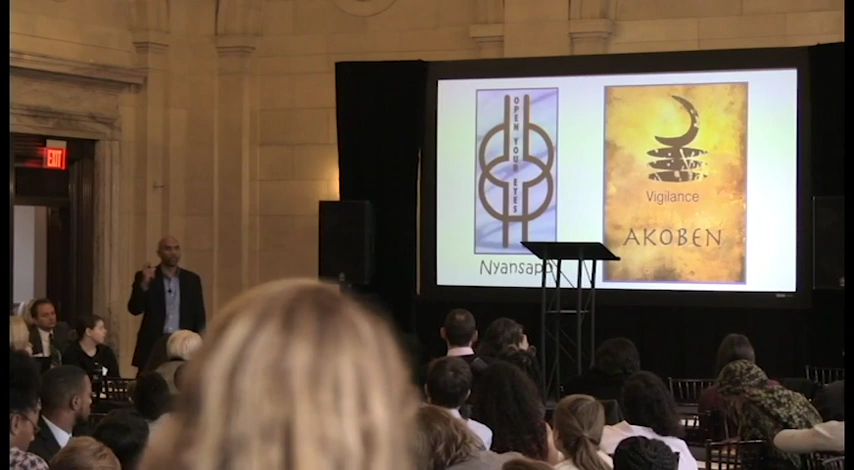 EXIT
OPEN YOUR EYES
Nyansapo
Vigilance
AKOBEN